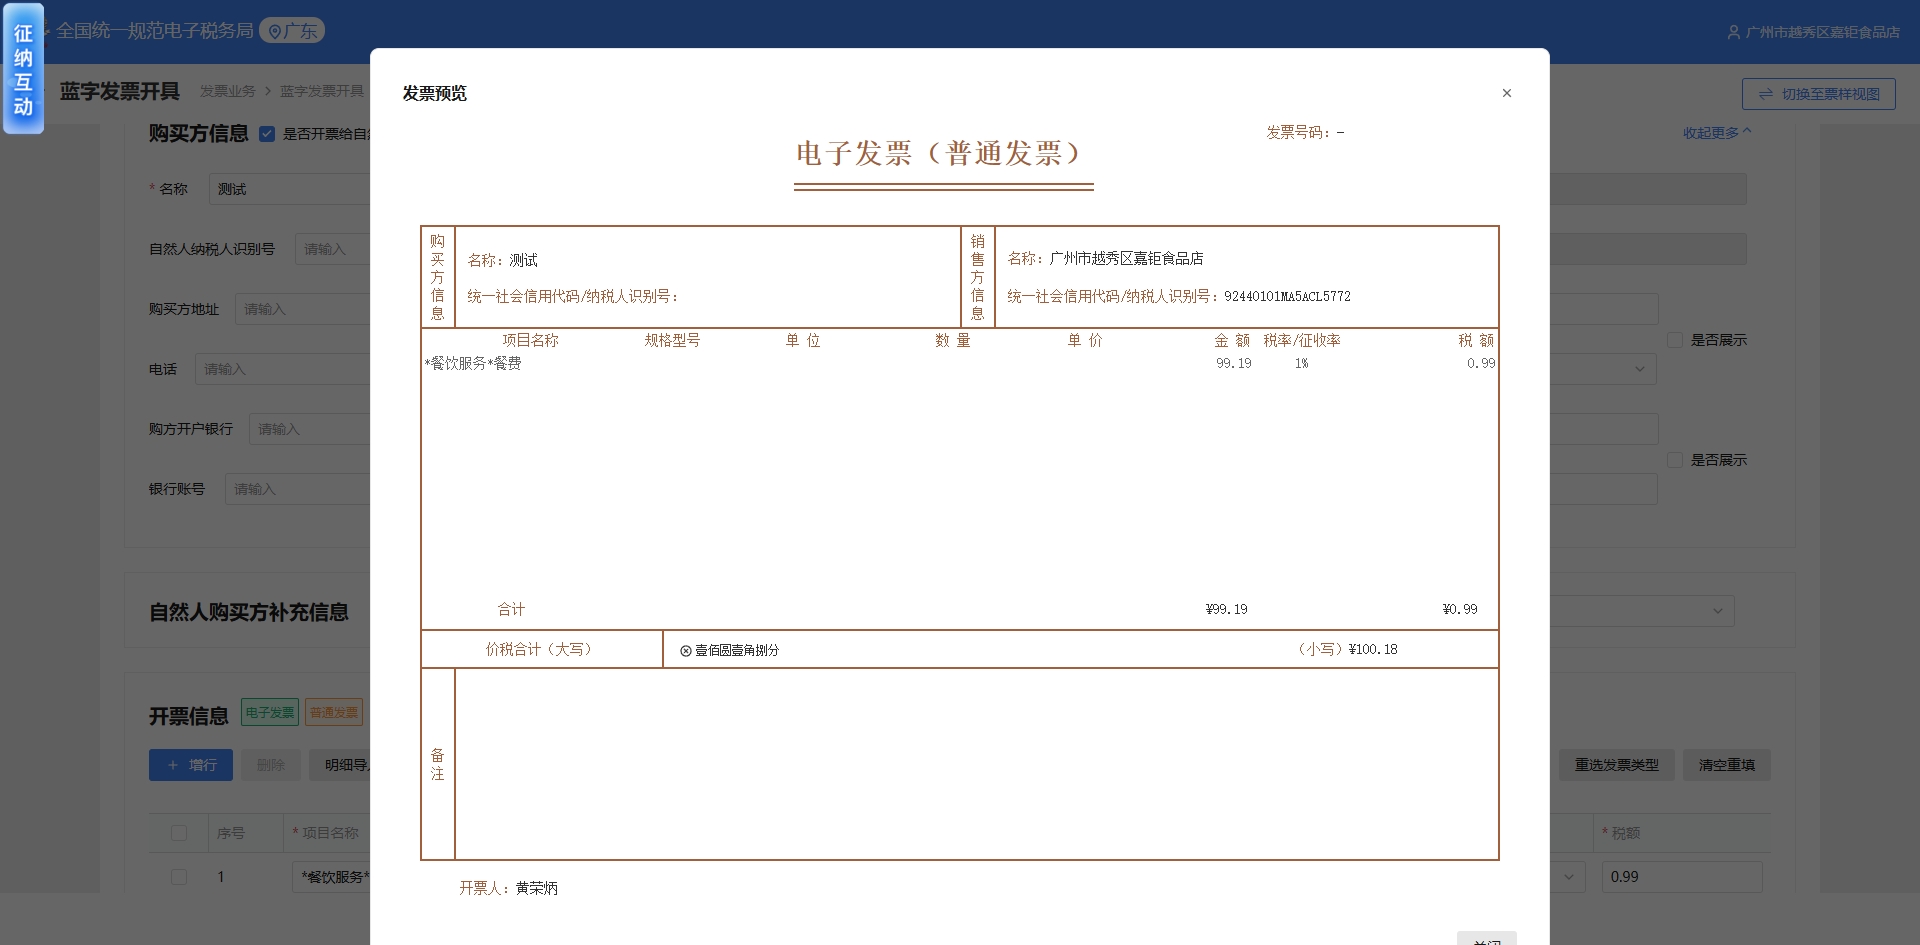 征纳互动
全国统一规范电子税务局 广东
广州市越秀区嘉钜食品店
蓝字发票开具 发票业务 > 蓝字发票开具
切换至票样视图
购买方信息 是否开票给自然
收起更多
* 名称 测试
自然人纳税人识别号 请输入
购买方地址 请输入
电话 请输入
购方开户银行 请输入
银行账号 请输入
是否展示
是否展示
自然人购买方补充信息
开票信息 电子发票 普通发票
+ 增行 删除 明细导入
重选发票类型 清空重填
序号 * 项目名称 * 税额
1 *餐饮服务* 0.99
发票预览 ×
发票号码：—
电子发票（普通发票）
购买方信息
名称：测试
统一社会信用代码/纳税人识别号：
销售方信息
名称：广州市越秀区嘉钜食品店
统一社会信用代码/纳税人识别号：92440101MA5ACL5772
项目名称 规格型号 单 位 数 量 单 价 金 额 税率/征收率 税 额
*餐饮服务*餐费 99.19 1% 0.99
合计 ¥99.19 ¥0.99
价税合计（大写） ⊗壹佰圆壹角捌分 （小写）¥100.18
备注
开票人：黄荣炳
关闭